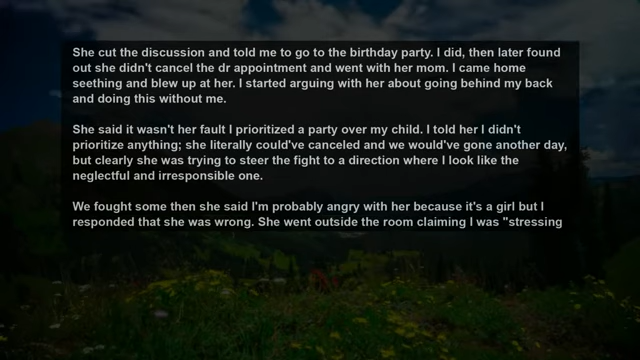 She cut the discussion and told me to go to the birthday party. I did, then later found
out she didn't cancel the dr appointment and went with her mom. I came home
seething and blew up at her. I started arguing with her about going behind my back
and doing this without me.
She said it wasn't her fault I prioritized a party over my child. I told her I didn't
prioritize anything; she literally could've canceled and we would've gone another day,
but clearly she was trying to steer the fight to a direction where I look like the
neglectful and irresponsible one.
We fought some then she said I'm probably angry with her because it's a girl but I
responded that she was wrong. She went outside the room claiming I was "stressing